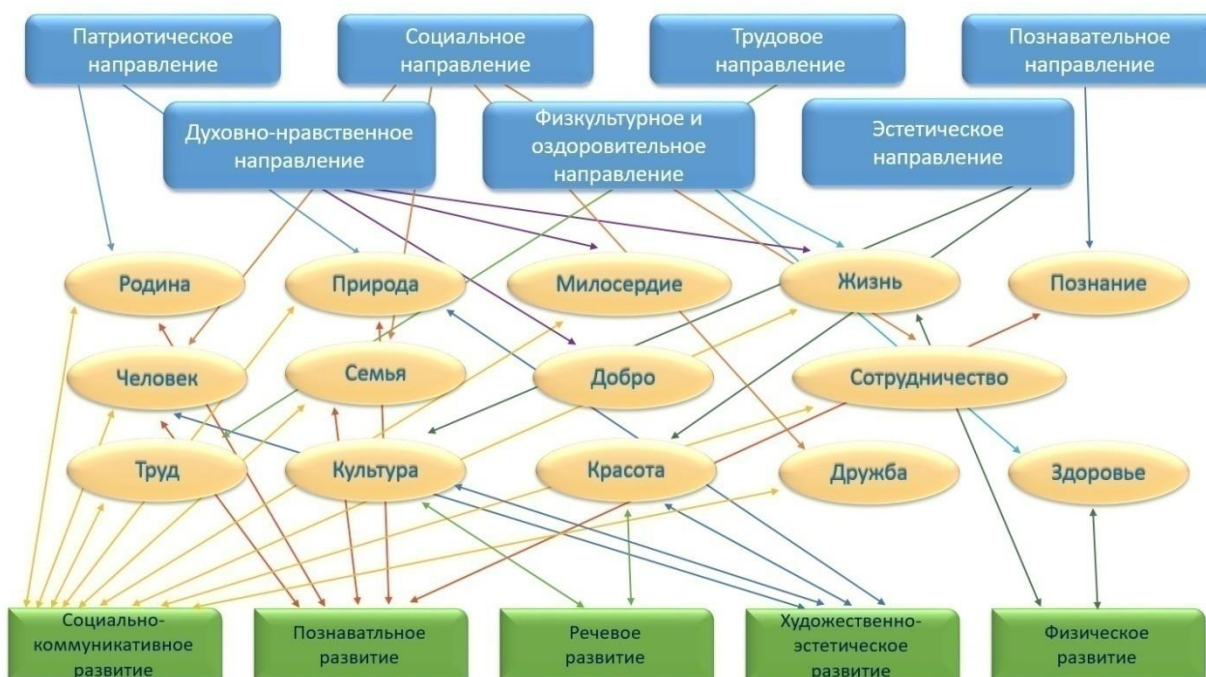 Патриотическое
направление
Социальное
направление
Трудовое
направление
Познавательное
направление
Духовно-нравственное
направление
Физкультурное и
оздоровительное
направление
Эстетическое
направление
Родина
Природа
Милосердие
Жизнь
Познание
Человек
Семья
Добро
Сотрудничество
Труд
Культура
Красота
Дружба
Здоровье
Социально-
коммуникативное
развитие
Познаватльное
развитие
Речевое
развитие
Художественно-
эстетическое
развитие
Физическое
развитие